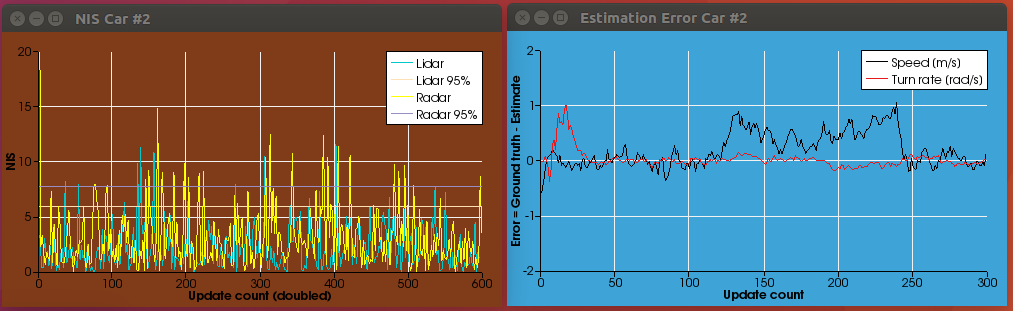 NIS Car #2
20
15
10
5
0
NIS
0 100 200 300 400 500 600
Update count (doubled)
Lidar
Lidar 95%
Radar
Radar 95%
Estimation Error Car #2
2
1
0
-1
-2
Error = Ground truth - Estimate
0 50 100 150 200 250 300
Update count
Speed (m/s)
Turn rate (rad/s)